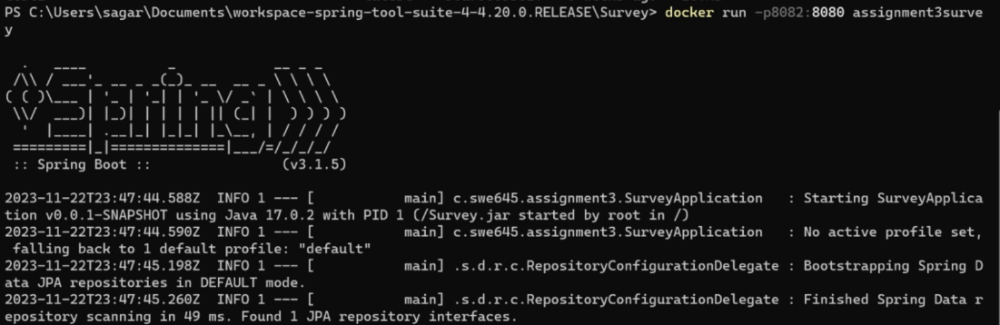 PS C:\Users\sagar\Documents\workspace-spring-tool-suite-4-4.20.0.RELEASE\Survey> docker run -p8082:8080 assignment3surve
y
  .   ____          _            __ _ _
 /\\ / ___'_ __ _ _(_)_ __  __ _ \ \ \ \
( ( )\___ | '_ | '_| | '_ \/ _` | \ \ \ \
 \\/  ___)| |_)| | | | | || (_| |  ) ) ) )
  '  |____| .__|_| |_|_| |_\__, | / / / /
 =========|_|==============|___/=/_/_/_/
 :: Spring Boot ::                (v3.1.5)
2023-11-22T23:47:44.588Z  INFO 1 --- [           main] c.swe645.assignment3.SurveyApplication   : Starting SurveyApplica
tion v0.0.1-SNAPSHOT using Java 17.0.2 with PID 1 (/Survey.jar started by root in /)
2023-11-22T23:47:44.590Z  INFO 1 --- [           main] c.swe645.assignment3.SurveyApplication   : No active profile set,
 falling back to 1 default profile: "default"
2023-11-22T23:47:45.198Z  INFO 1 --- [           main] .s.d.r.c.RepositoryConfigurationDelegate : Bootstrapping Spring D
ata JPA repositories in DEFAULT mode.
2023-11-22T23:47:45.260Z  INFO 1 --- [           main] .s.d.r.c.RepositoryConfigurationDelegate : Finished Spring Data r
epository scanning in 49 ms. Found 1 JPA repository interfaces.